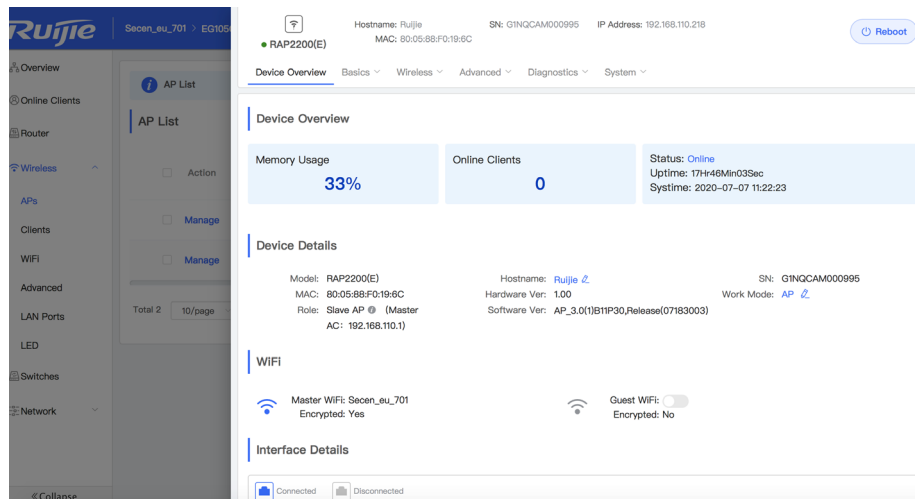 Ruijie
Secen_eu_701 > EG105
Hostname: Ruijie
SN: G1NQCAM000995
IP Address: 192.168.110.218
Reboot
RAP2200(E)
MAC: 80:05:88:F0:19:6C
Device Overview
Basics
Wireless
Advanced
Diagnostics
System
Overview
Online Clients
Router
Wireless
APs
Clients
WiFi
Advanced
LAN Ports
LED
Switches
Network
Collapse
AP List
AP List
Action
Manage
Manage
Total 2
10/page
Device Overview
Memory Usage
33%
Online Clients
0
Status: Online
Uptime: 17Hr46Min03Sec
Systime: 2020-07-07 11:22:23
Device Details
Model: RAP2200(E)
Hostname: Ruijie
SN: G1NQCAM000995
MAC: 80:05:88:F0:19:6C
Hardware Ver: 1.00
Work Mode: AP
Role: Slave AP (Master
AC: 192.168.110.1)
Software Ver: AP_3.0(1)B11P30,Release(07183003)
WiFi
Master WiFi: Secen_eu_701
Encrypted: Yes
Guest WiFi:
Encrypted: No
Interface Details
Connected
Disconnected